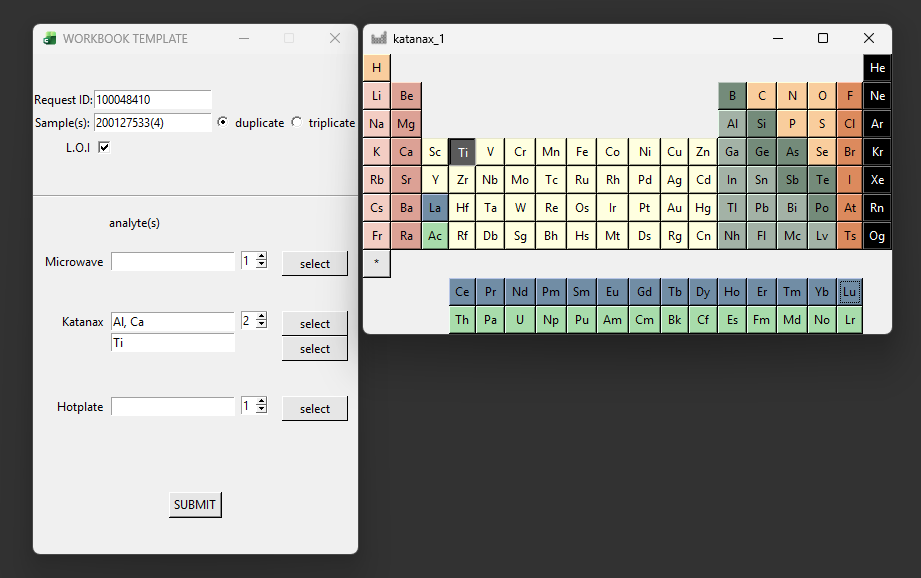 WORKBOOK TEMPLATE
Request ID: 100048410
Sample(s): 200127533(4) duplicate triplicate
L.O.I
analyte(s)
Microwave 1 select
Katanax Al, Ca 2 select
Ti select
Hotplate 1 select
SUBMIT
katanax_1
H He
Li Be B C N O F Ne
Na Mg Al Si P S Cl Ar
K Ca Sc Ti V Cr Mn Fe Co Ni Cu Zn Ga Ge As Se Br Kr
Rb Sr Y Zr Nb Mo Tc Ru Rh Pd Ag Cd In Sn Sb Te I Xe
Cs Ba La Hf Ta W Re Os Ir Pt Au Hg Tl Pb Bi Po At Rn
Fr Ra Ac Rf Db Sg Bh Hs Mt Ds Rg Cn Nh Fl Mc Lv Ts Og
*
Ce Pr Nd Pm Sm Eu Gd Tb Dy Ho Er Tm Yb Lu
Th Pa U Np Pu Am Cm Bk Cf Es Fm Md No Lr